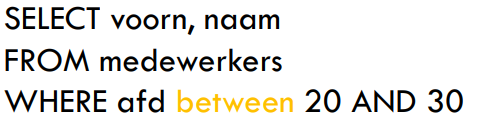 SELECT voorn, naam
FROM medewerkers
WHERE afd between 20 AND 30